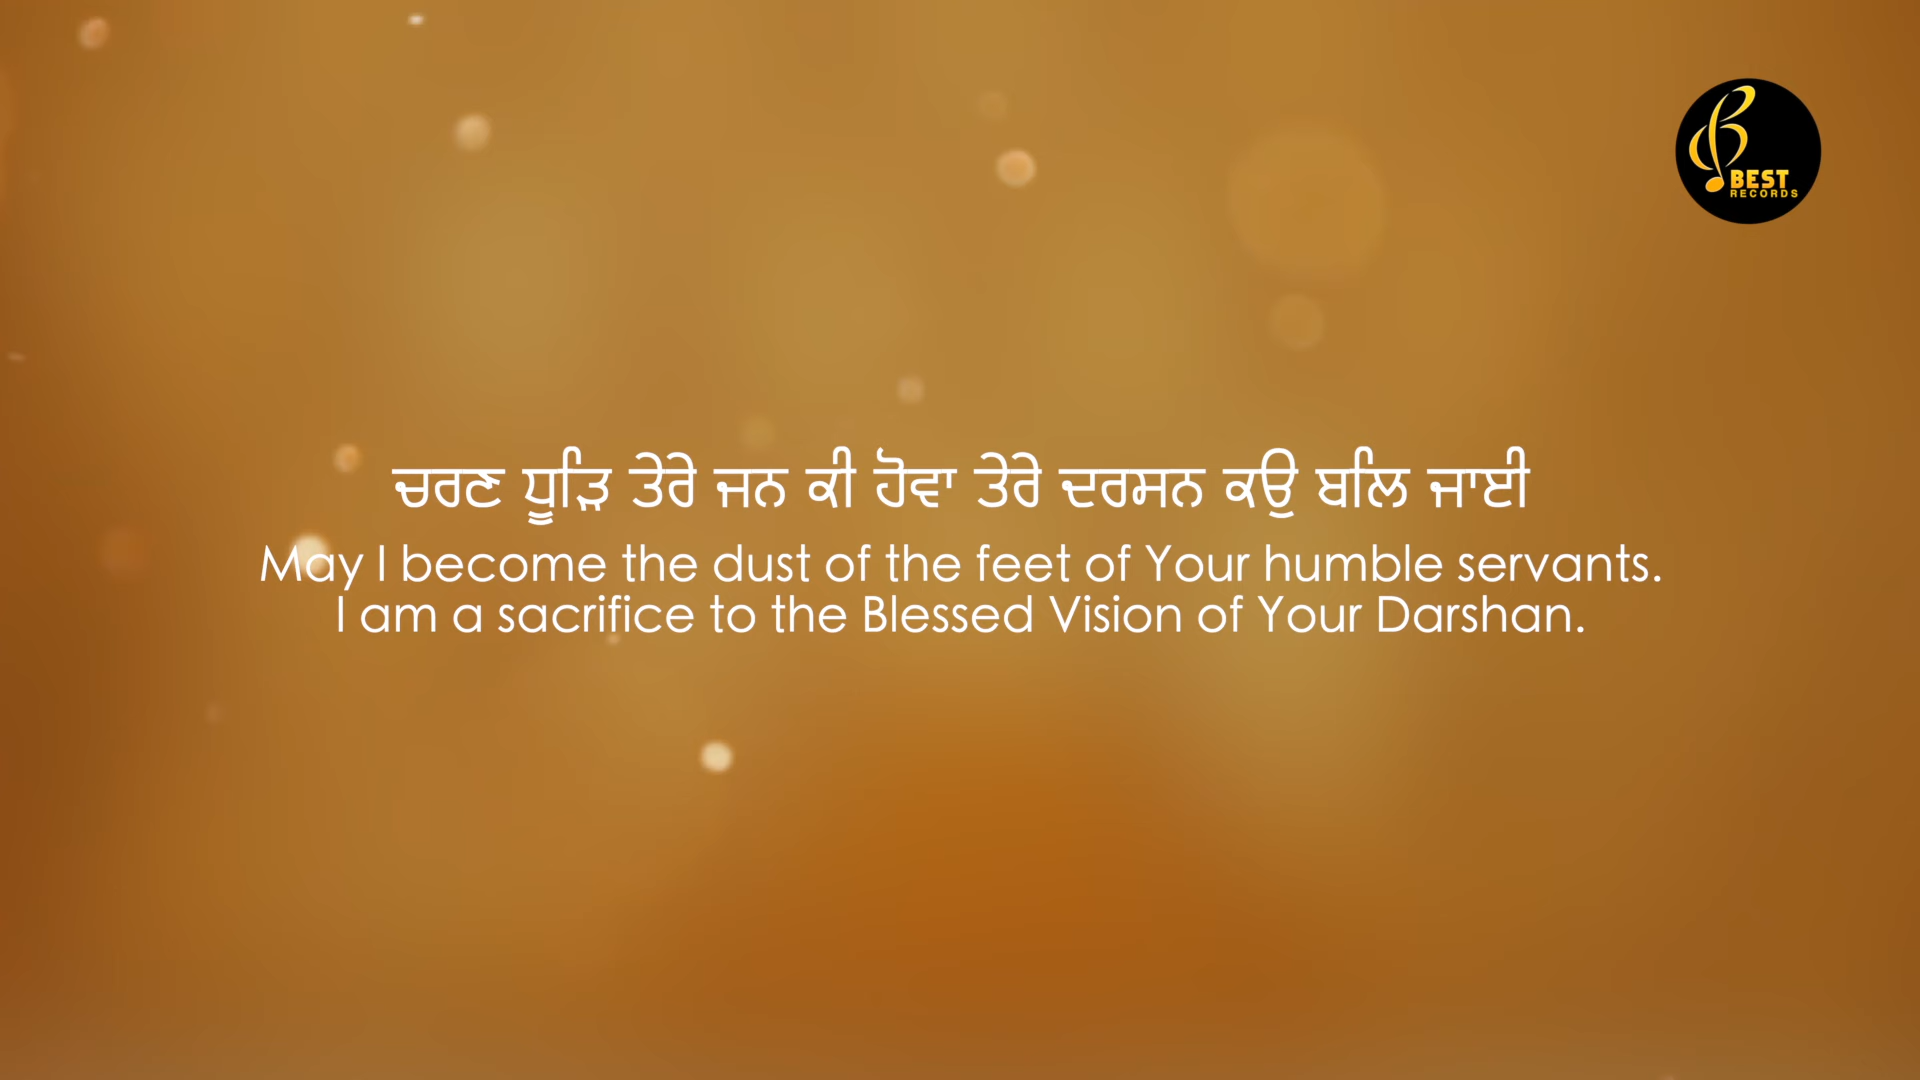 BEST
RECORDS
ਚਰਣ ਧੂੜਿ ਤੇਰੇ ਜਨ ਕੀ ਹੋਵਾ ਤੇਰੇ ਦਰਸਨ ਕਉ ਬਲਿ ਜਾਈ
May I become the dust of the feet of Your humble servants.
I am a sacrifice to the Blessed Vision of Your Darshan.